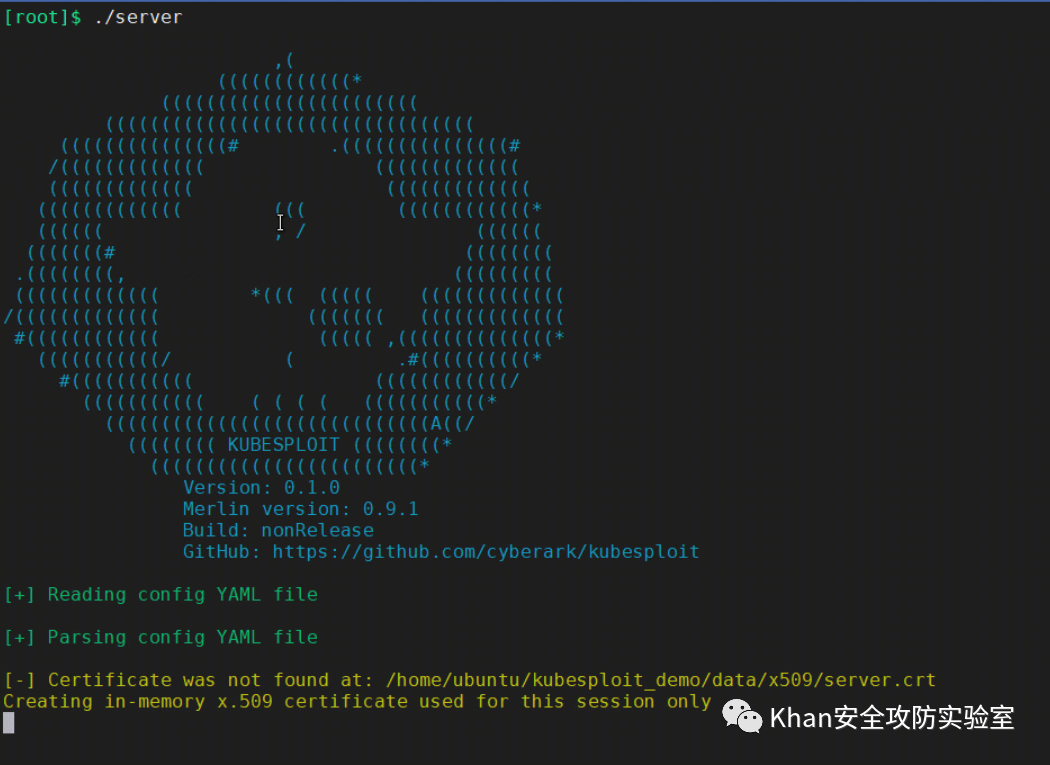 [root]$ ./server
,(
((((((((((((*
(((((((((((((((((((((((
(((((((((((((((((((((((((((((((((
(((((((((((((((# .(((((((((((((((#
/((((((((((((( (((((((((((((
((((((((((((( (((((((((((((
((((((((((((( ((( ((((((((((((*
(((((( , / ((((((
(((((((# ((((((((
.((((((((, (((((((((
((((((((((((( *((( ((((( (((((((((((((
/((((((((((((( ((((((( (((((((((((((
#(((((((((((( ((((( ,((((((((((((((*
(((((((((((/ ( .#((((((((((*
#((((((((((( ((((((((((((/
((((((((((( ( ( ( ( (((((((((((*
(((((((((((((((((((((((((((((A((/
(((((((( KUBESPLOIT ((((((((*
((((((((((((((((((((((((*
Version: 0.1.0
Merlin version: 0.9.1
Build: nonRelease
GitHub: https://github.com/cyberark/kubesploit
[+] Reading config YAML file
[+] Parsing config YAML file
[-] Certificate was not found at: /home/ubuntu/kubesploit_demo/data/x509/server.crt
Creating in-memory x.509 certificate used for this session only
Khan安全攻防实验室